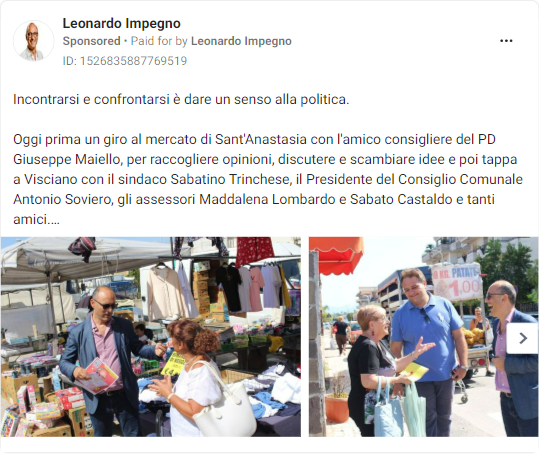 Leonardo Impegno
Sponsored • Paid for by Leonardo Impegno
ID: 1526835887769519
Incontrarsi e confrontarsi è dare un senso alla politica.
Oggi prima un giro al mercato di Sant'Anastasia con l'amico consigliere del PD
Giuseppe Maiello, per raccogliere opinioni, discutere e scambiare idee e poi tappa
a Visciano con il sindaco Sabatino Trinchese, il Presidente del Consiglio Comunale
Antonio Soviero, gli assessori Maddalena Lombardo e Sabato Castaldo e tanti
amici....
KG. PATATE
1.00